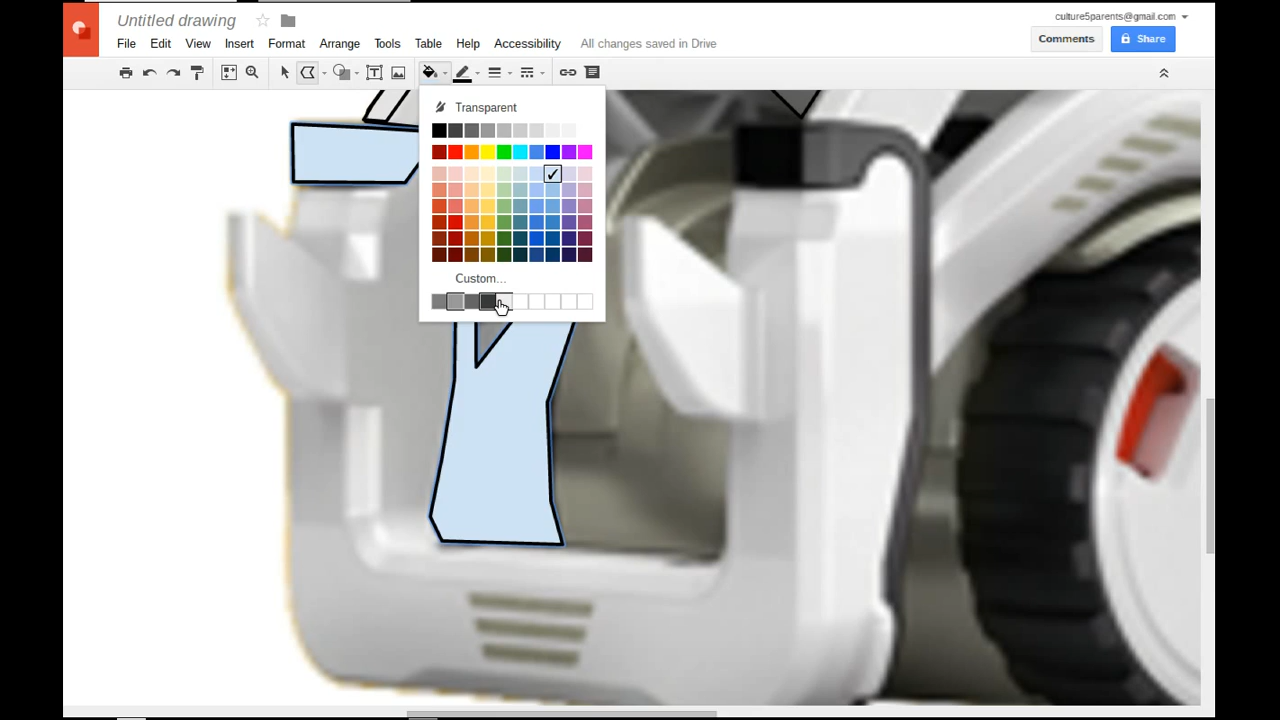 Untitled drawing
culture5parents@gmail.com
File Edit View Insert Format Arrange Tools Table Help Accessibility All changes saved in Drive
Comments
Share
Transparent
Custom...